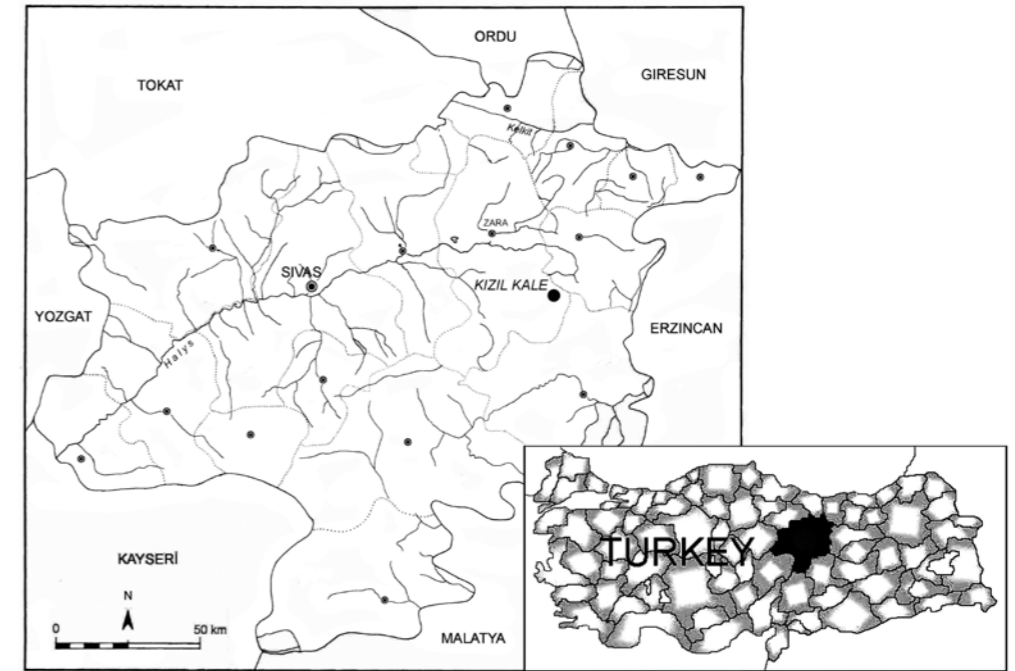 ORDU
TOKAT
GIRESUN
Kelkit
ZARA
SIVAS
KIZIL KALE
YOZGAT
ERZINCAN
Halys
KAYSERİ
TURKEY
N
0
50 km
MALATYA